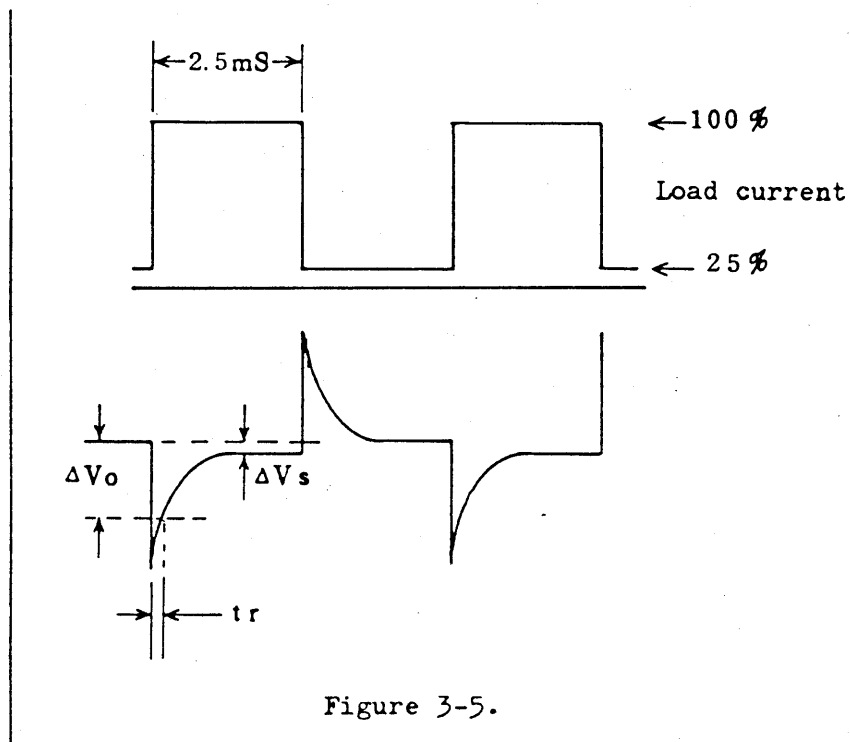 2.5mS
100%
Load current
25%
ΔVo
ΔVs
tr
Figure 3-5.